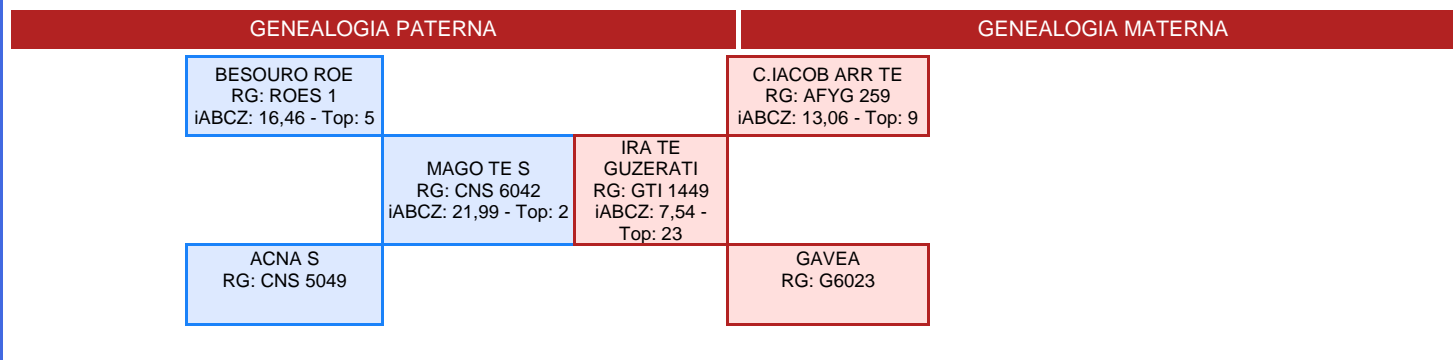 GENEALOGIA PATERNA
GENEALOGIA MATERNA
BESOURO ROE
RG: ROES 1
iABCZ: 16,46 - Top: 5
C.IACOB ARR TE
RG: AFYG 259
iABCZ: 13,06 - Top: 9
MAGO TE S
RG: CNS 6042
iABCZ: 21,99 - Top: 2
IRA TE
GUZERATI
RG: GTI 1449
iABCZ: 7,54 -
Top: 23
ACNA S
RG: CNS 5049
GAVEA
RG: G6023